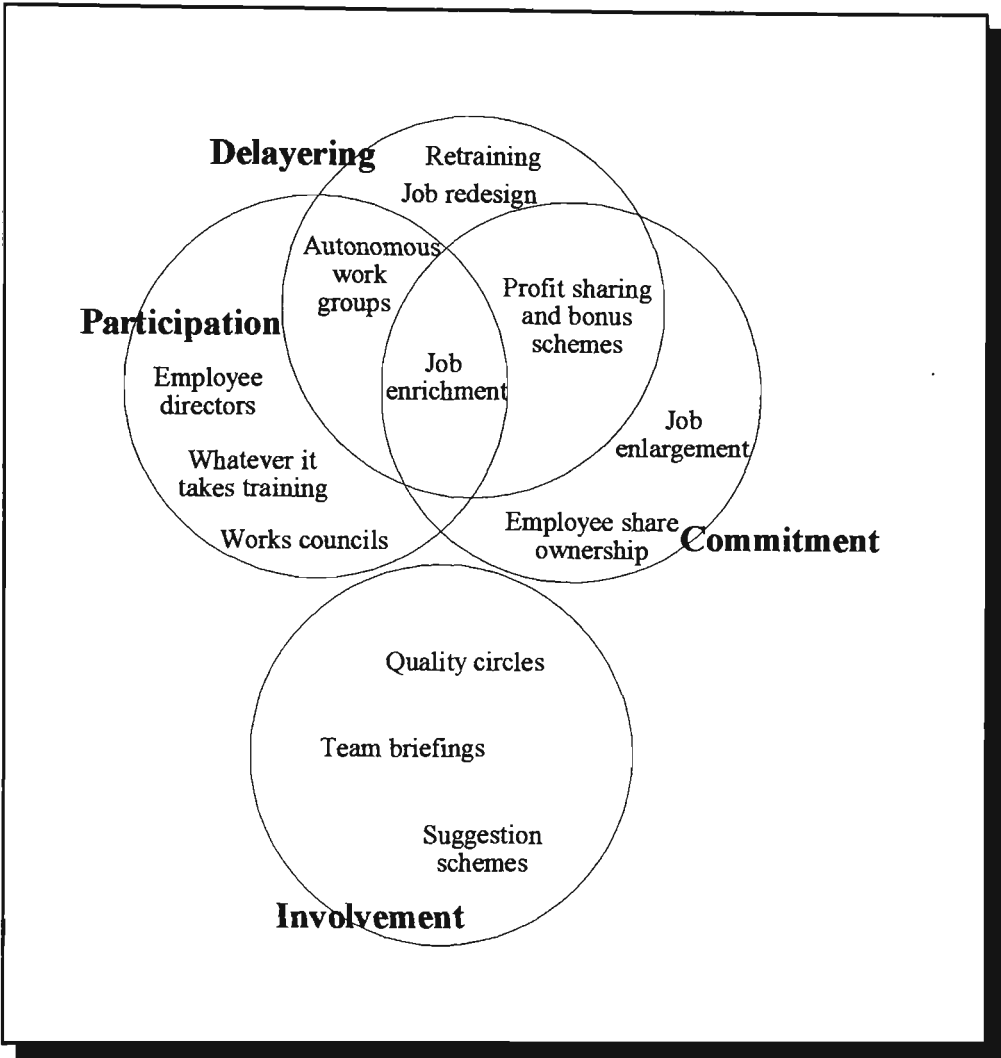 Delayering
Retraining
Job redesign
Autonomous
work
groups
Profit sharing
and bonus
schemes
Participation
Job
enrichment
Employee
directors
Job
enlargement
Whatever it
takes training
Works councils
Employee share
ownership
Commitment
Quality circles
Team briefings
Suggestion
schemes
Involvement